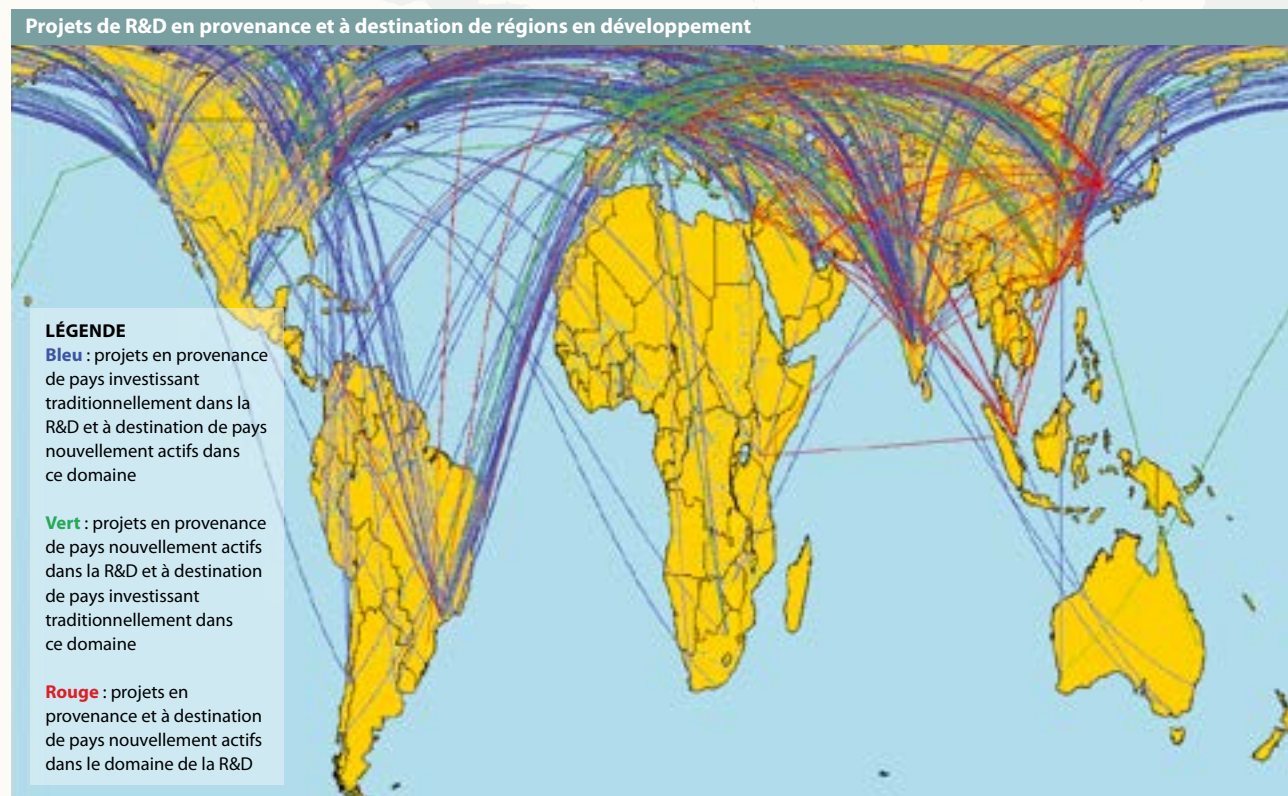 Projets de R&D en provenance et à destination de régions en développement
LÉGENDE
Bleu : projets en provenance
de pays investissant
traditionnellement dans la
R&D et à destination de pays
nouvellement actifs dans
ce domaine
Vert : projets en provenance
de pays nouvellement actifs
dans la R&D et à destination
de pays investissant
traditionnellement dans
ce domaine
Rouge : projets en
provenance et à destination
de pays nouvellement actifs
dans le domaine de la R&D